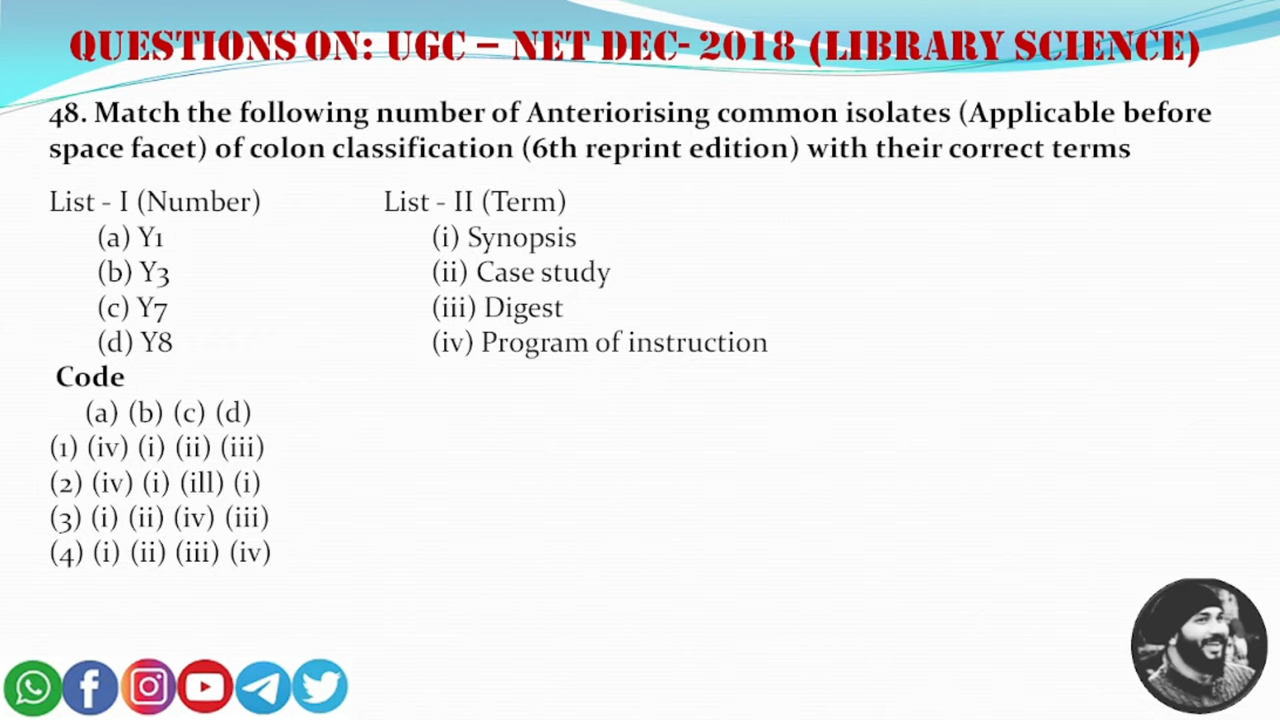 QUESTIONS ON: UGC – NET DEC- 2018 (LIBRARY SCIENCE)
48. Match the following number of Anteriorising common isolates (Applicable before
space facet) of colon classification (6th reprint edition) with their correct terms
List - I (Number) List - II (Term)
(a) Y1 (i) Synopsis
(b) Y3 (ii) Case study
(c) Y7 (iii) Digest
(d) Y8 (iv) Program of instruction
Code
(a) (b) (c) (d)
(1) (iv) (i) (ii) (iii)
(2) (iv) (i) (ill) (i)
(3) (i) (ii) (iv) (iii)
(4) (i) (ii) (iii) (iv)